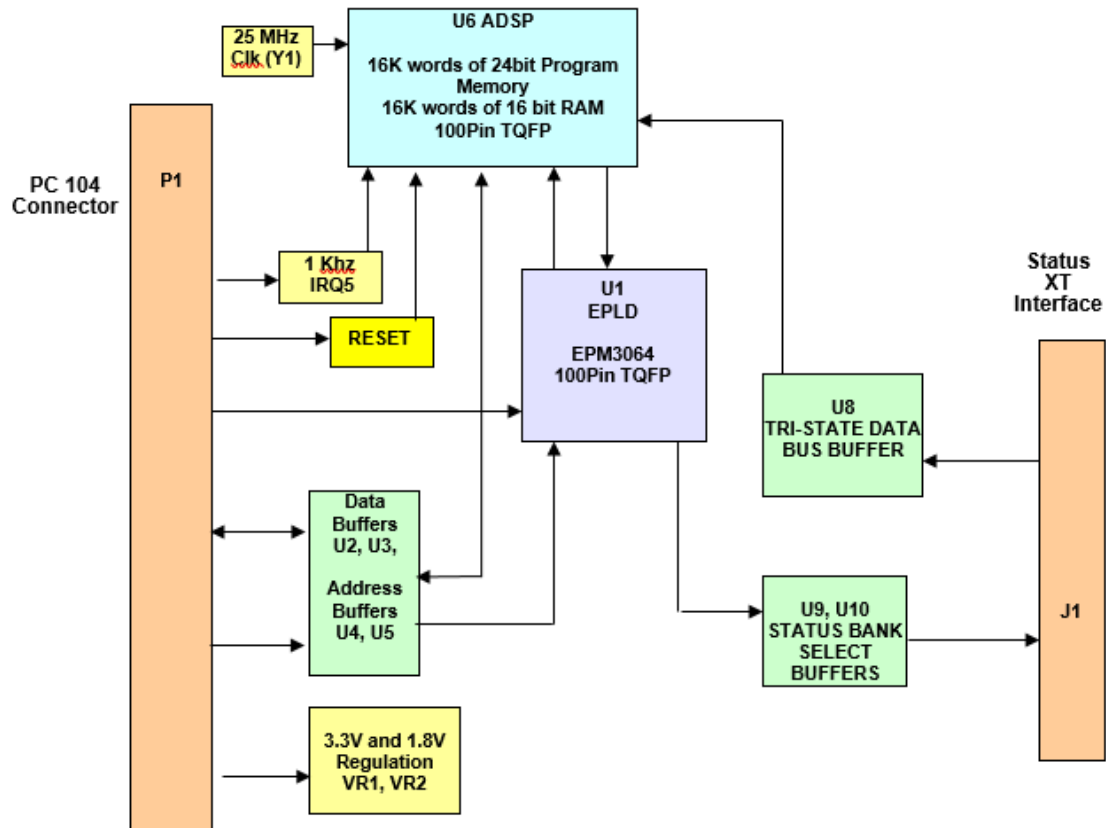 U6 ADSP
16K words of 24bit Program
Memory
16K words of 16 bit RAM
100Pin TQFP
25 MHz
Clk (Y1)
PC 104
Connector
P1
1 Khz
IRQ5
RESET
U1
EPLD
EPM3064
100Pin TQFP
Status
XT
Interface
U8
TRI-STATE DATA
BUS BUFFER
Data
Buffers
U2, U3,
Address
Buffers
U4, U5
U9, U10
STATUS BANK
SELECT
BUFFERS
J1
3.3V and 1.8V
Regulation
VR1, VR2